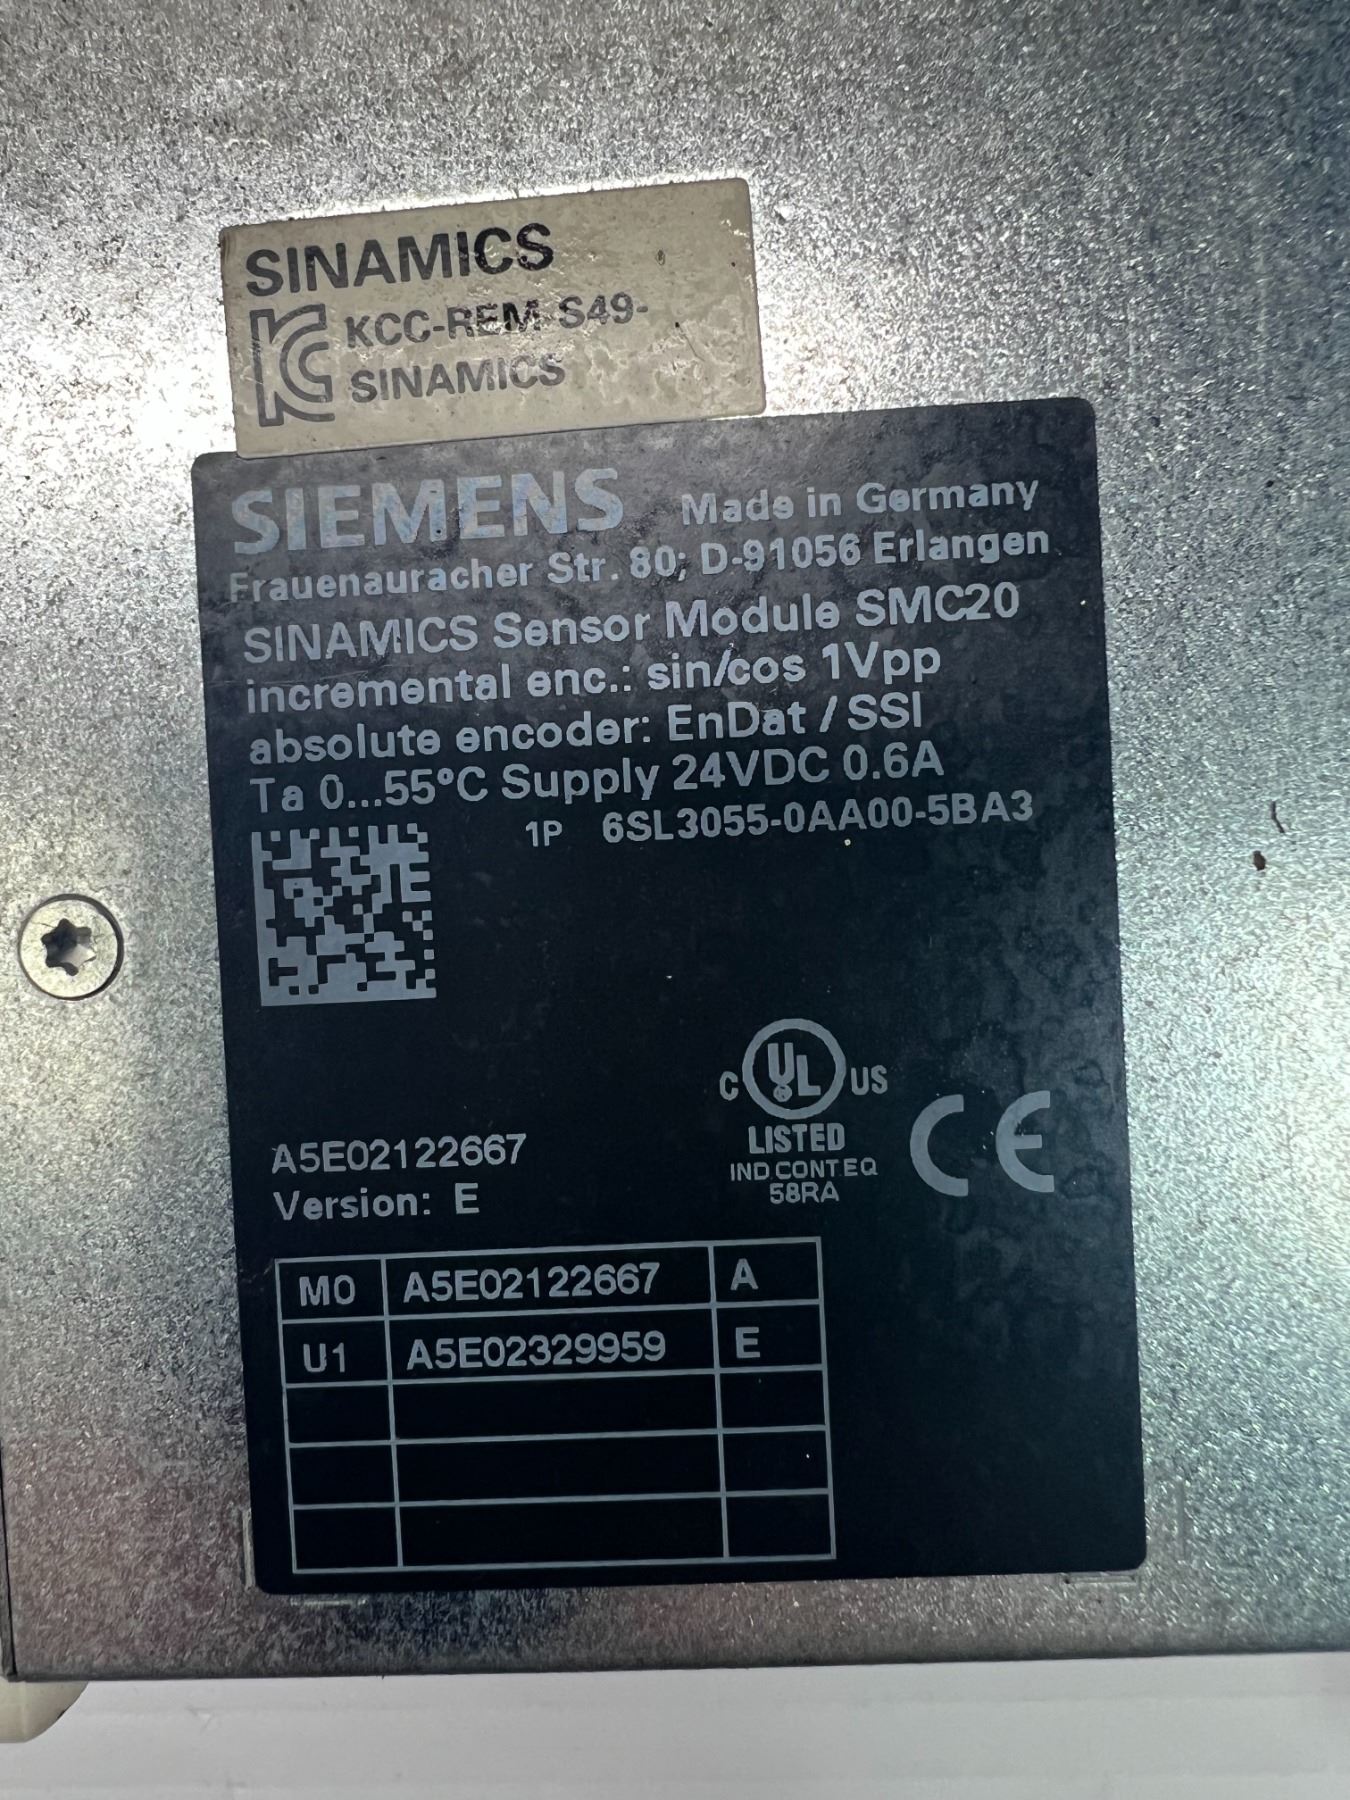 SINAMICS
KCC-REM-S49-
SINAMICS
SIEMENS Made in Germany
Frauenauracher Str. 80; D-91056 Erlangen
SINAMICS Sensor Module SMC20
incremental enc.: sin/cos 1Vpp
absolute encoder: EnDat / SSI
Ta 0...55°C Supply 24VDC 0.6A
1P 6SL3055-0AA00-5BA3
C UL US
LISTED
IND.CONT.EQ
58RA
CE
A5E02122667
Version: E
M0 A5E02122667 A
U1 A5E02329959 E